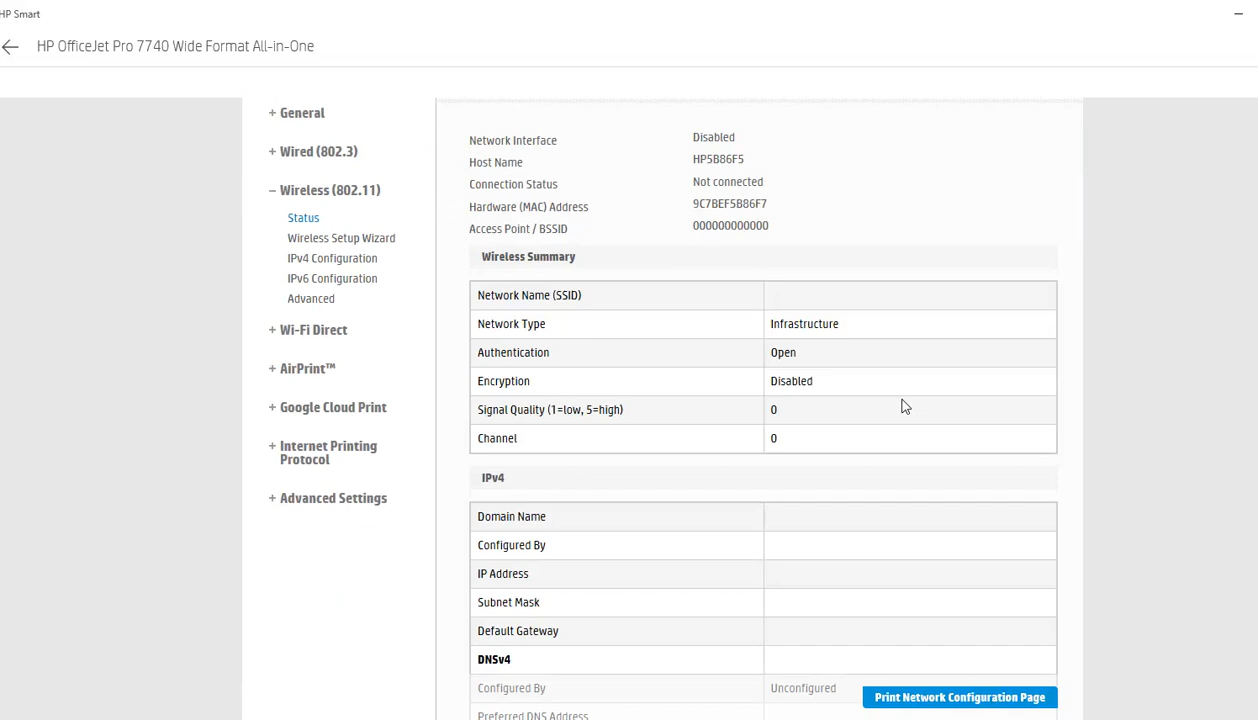 HP Smart
HP OfficeJet Pro 7740 Wide Format All-in-One
+ General
+ Wired (802.3)
– Wireless (802.11)
Status
Wireless Setup Wizard
IPv4 Configuration
IPv6 Configuration
Advanced
+ Wi-Fi Direct
+ AirPrint™
+ Google Cloud Print
+ Internet Printing
Protocol
+ Advanced Settings
Network Interface Disabled
Host Name HP5B86F5
Connection Status Not connected
Hardware (MAC) Address 9C7BEF5B86F7
Access Point / BSSID 000000000000
Wireless Summary
Network Name (SSID)
Network Type Infrastructure
Authentication Open
Encryption Disabled
Signal Quality (1=low, 5=high) 0
Channel 0
IPv4
Domain Name
Configured By
IP Address
Subnet Mask
Default Gateway
DNSv4
Configured By Unconfigured
Print Network Configuration Page
Preferred DNS Address